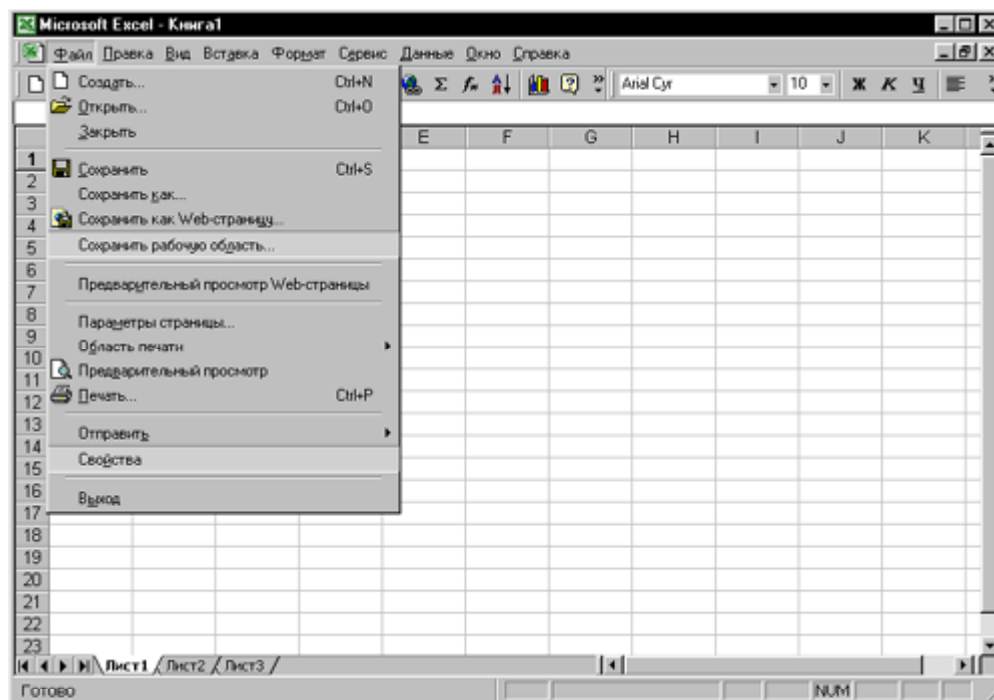 Microsoft Excel - Книга1
Файл Правка Вид Вставка Формат Сервис Данные Окно Справка
Arial Cyr 10 Ж К Ч
Создать... Ctrl+N
Открыть... Ctrl+O
Закрыть
Сохранить Ctrl+S
Сохранить как...
Сохранить как Web-страницу...
Сохранить рабочую область...
Предварительный просмотр Web-страницы
Параметры страницы...
Область печати
Предварительный просмотр
Печать... Ctrl+P
Отправить
Свойства
Выход
E F G H I J K
1
2
3
4
5
6
7
8
9
10
11
12
13
14
15
16
17
18
19
20
21
22
23
Лист1 Лист2 Лист3
Готово NUM